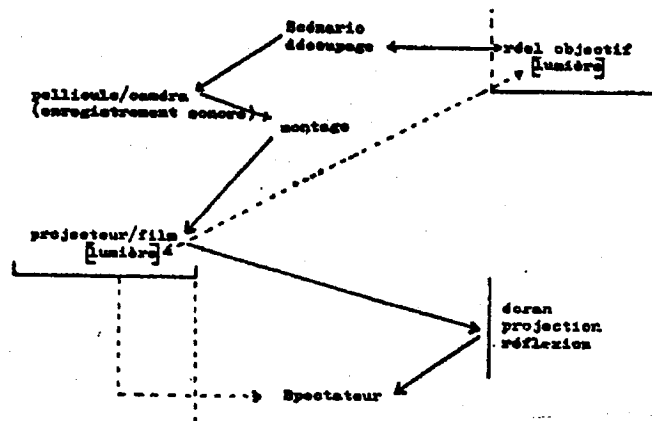 Scénario
découpage
réel objectif
[lumière]
pellicule/caméra
(enregistrement sonore)
montage
projecteur/film
[lumière]
écran
projection
réflexion
Spectateur